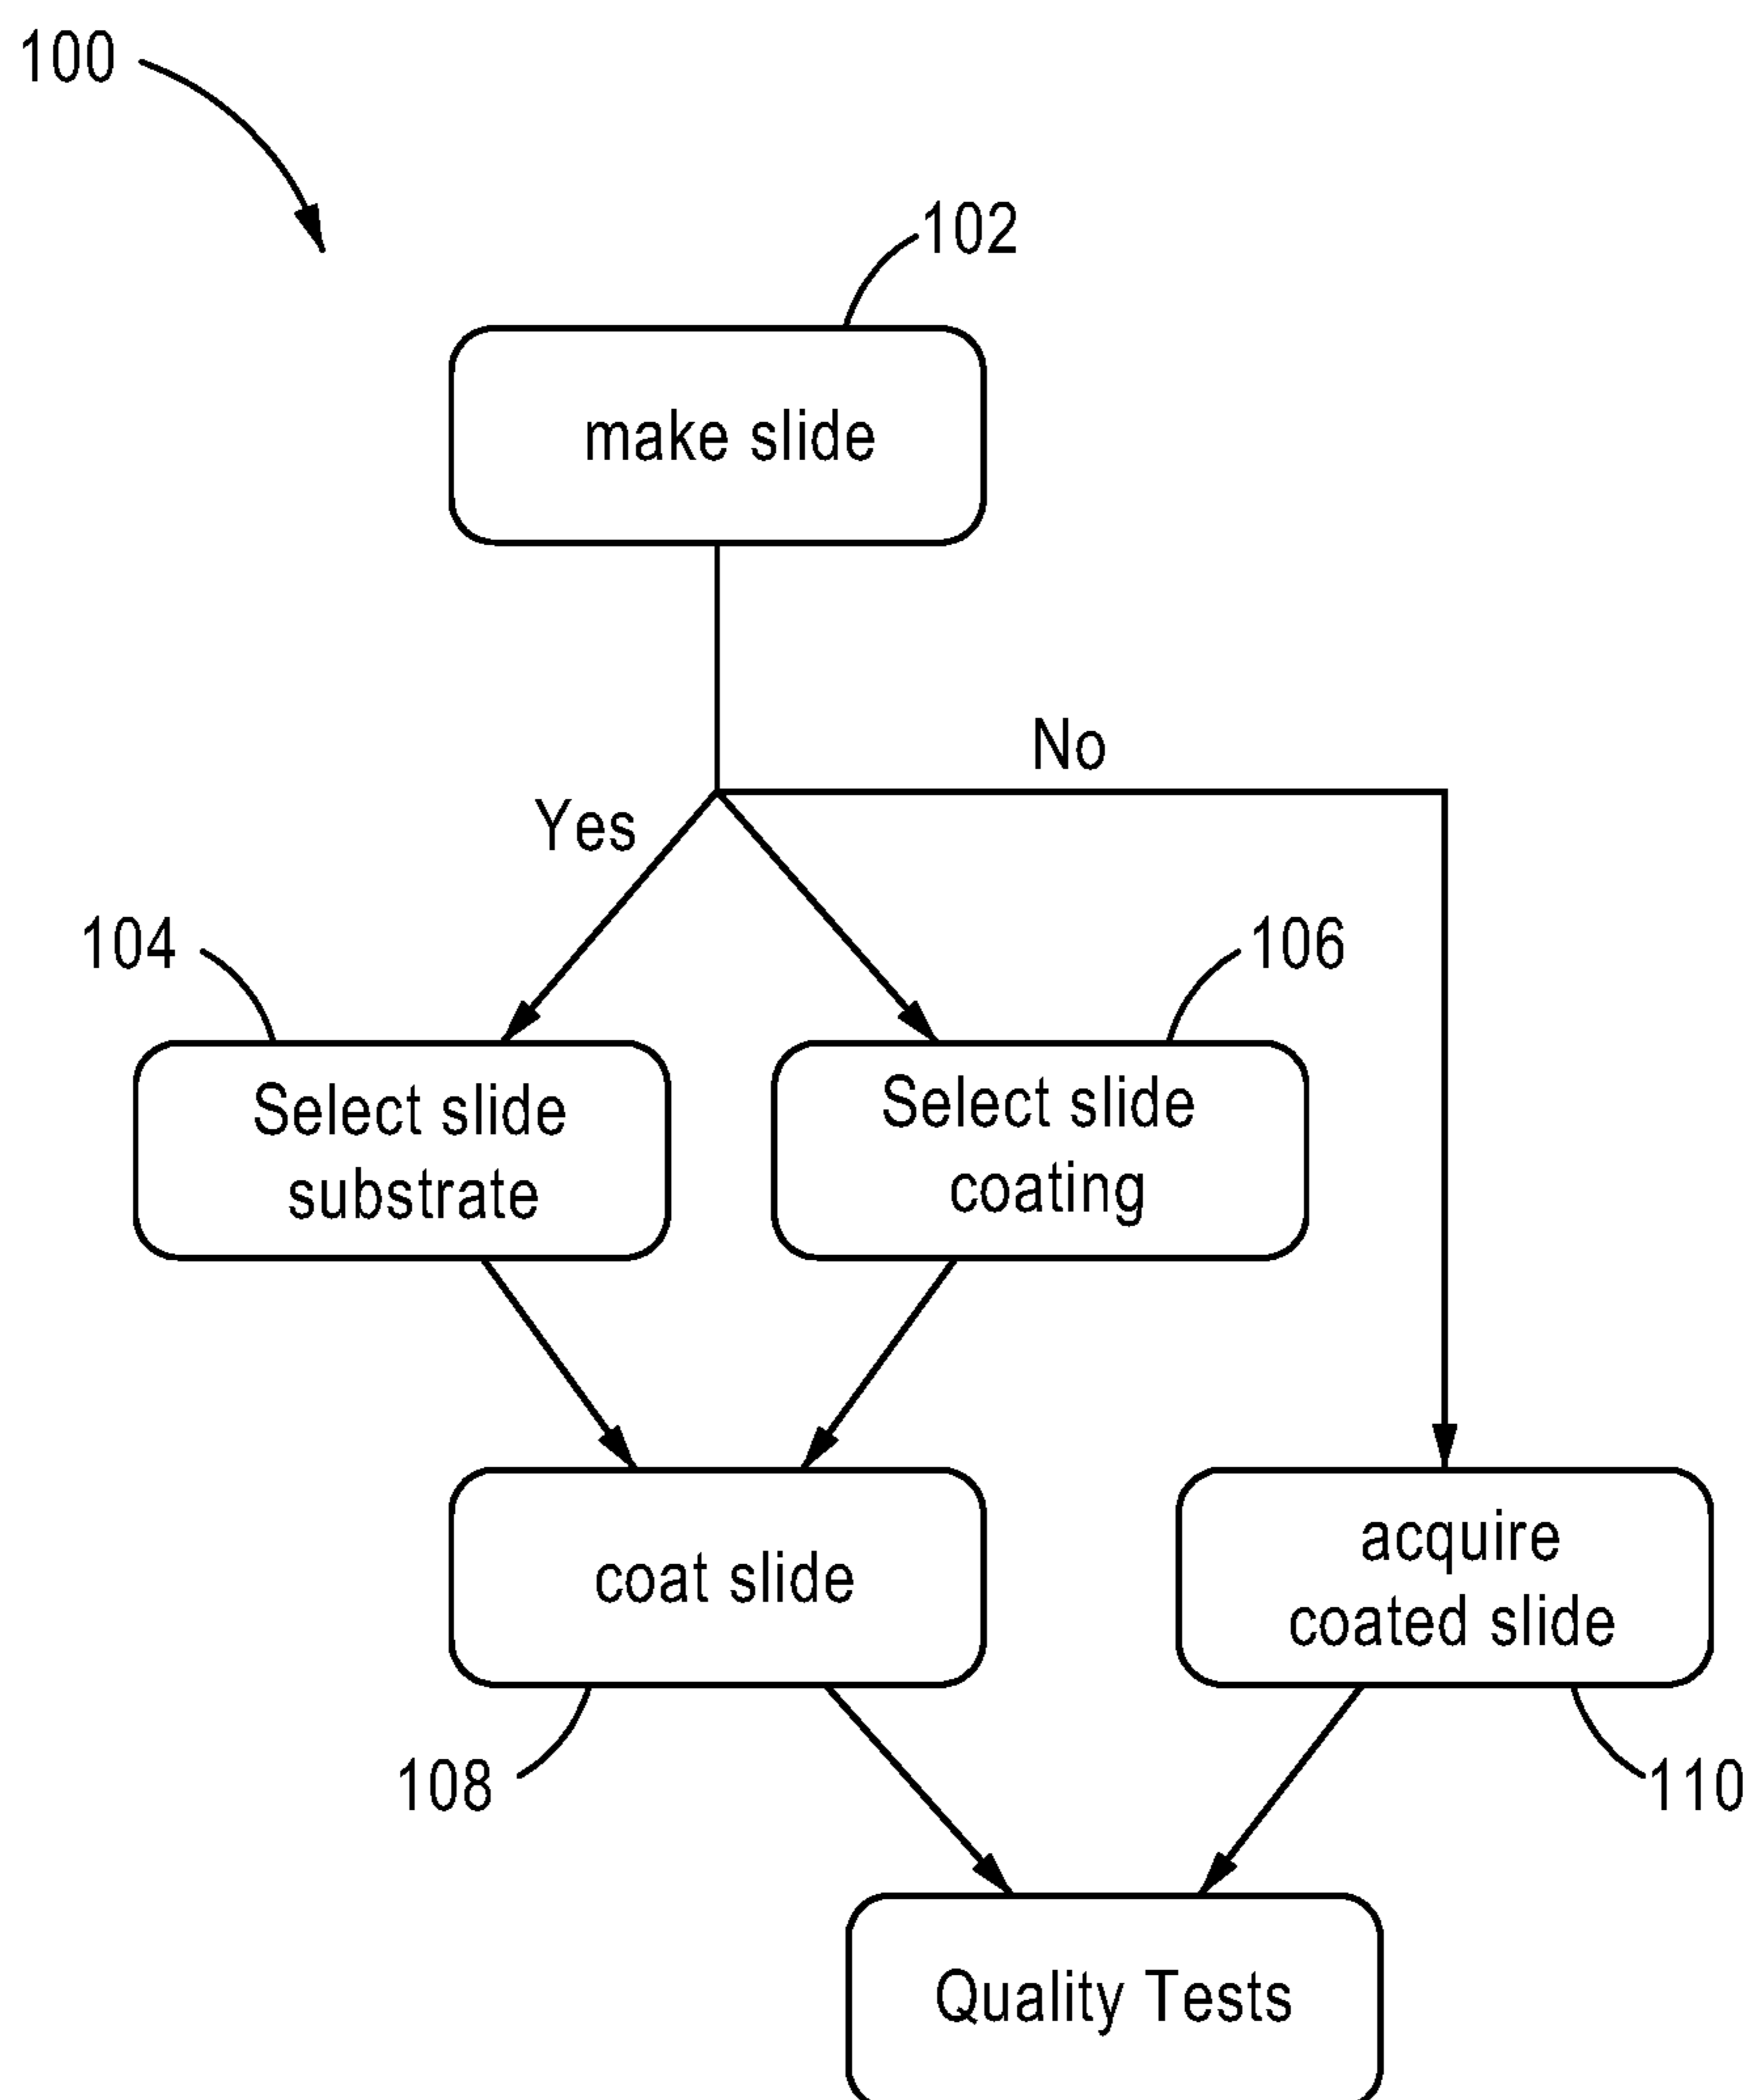 100
102
make slide
No
Yes
104
106
Select slide
substrate
Select slide
coating
coat slide
acquire
coated slide
108
110
Quality Tests